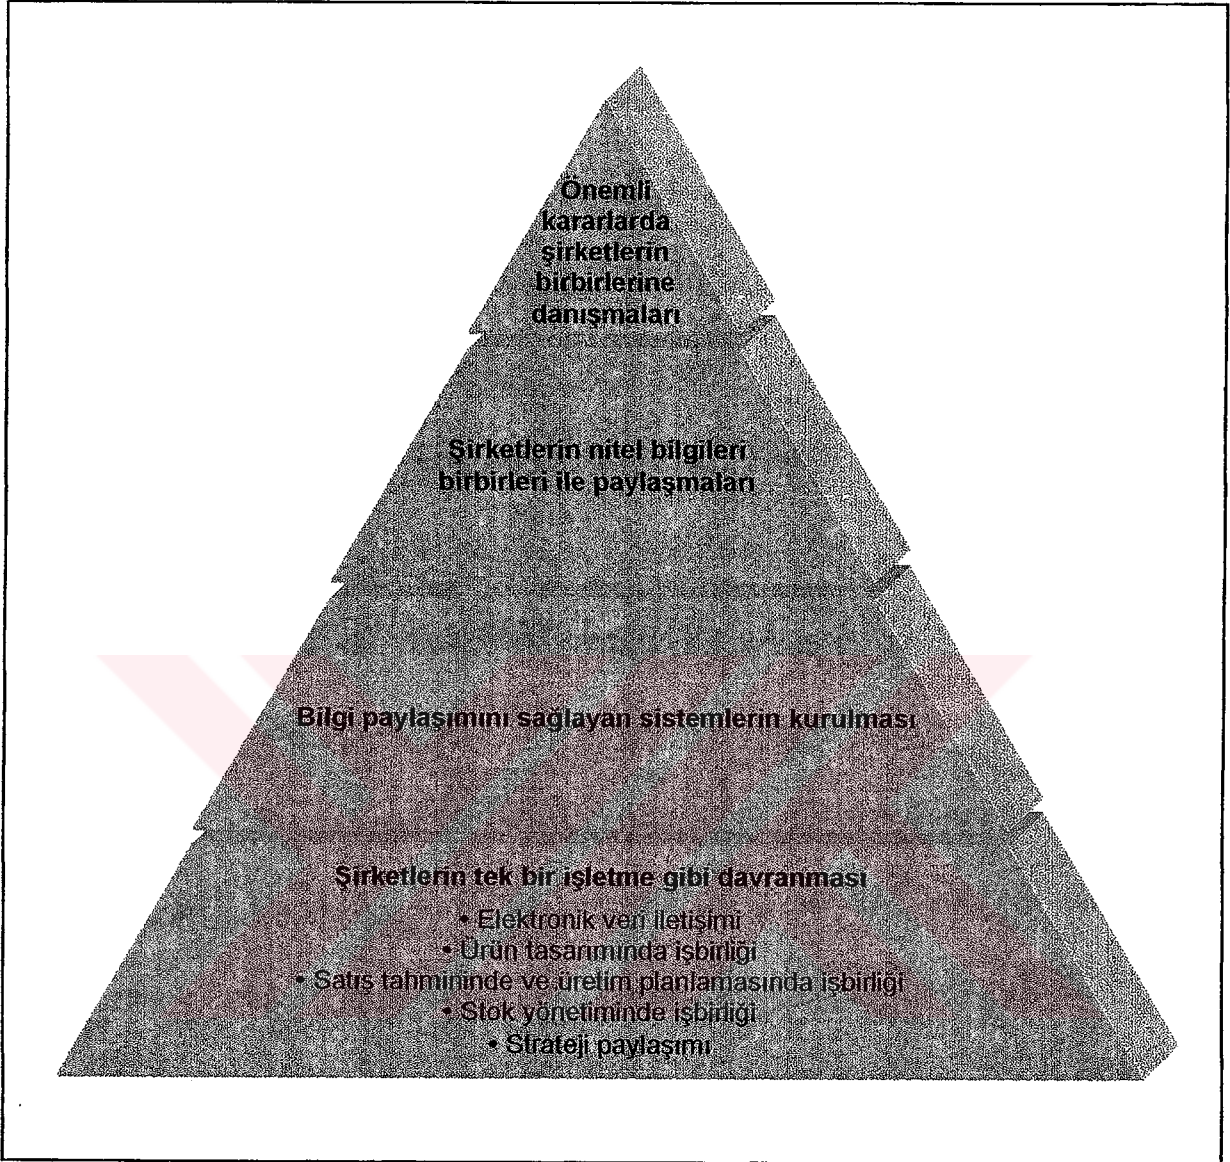 Önemli
kararlarda
şirketlerin
birbirlerine
danışmaları
Şirketlerin nitel bilgileri
birbirleri ile paylaşmaları
Bilgi paylaşımını sağlayan sistemlerin kurulması
Şirketlerin tek bir işletme gibi davranması
• Elektronik veri iletişimi
• Ürün tasarımında işbirliği
• Satış tahmininde ve üretim planlamasında işbirliği
• Stok yönetiminde işbirliği
• Strateji paylaşımı